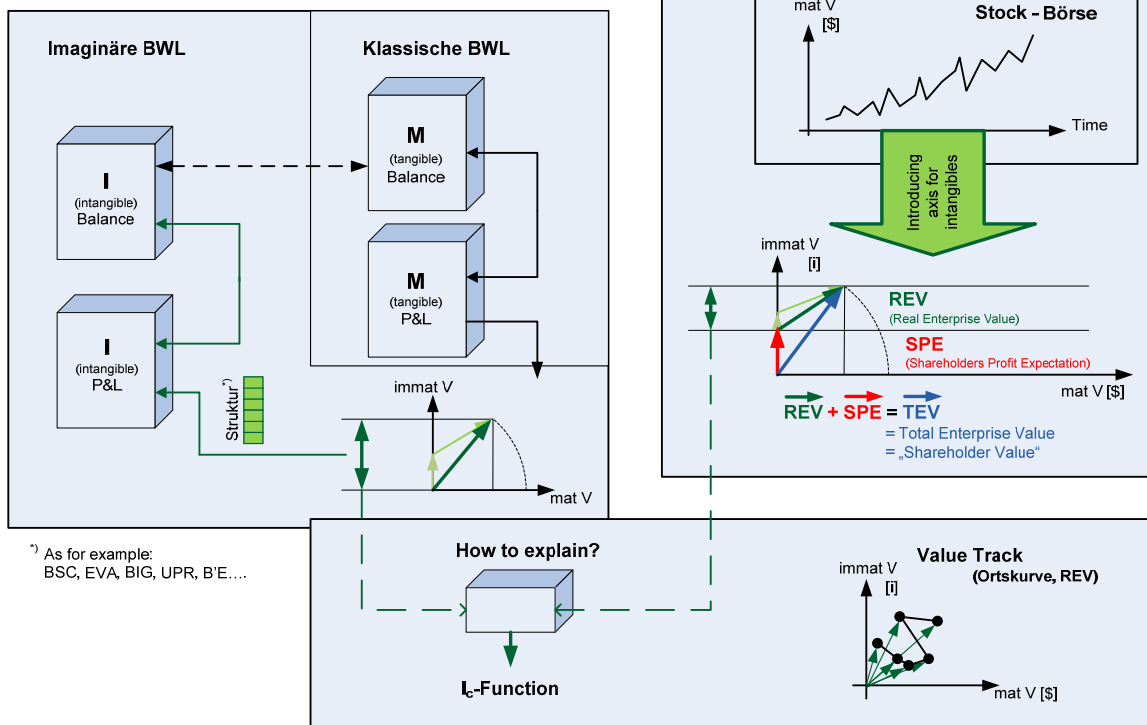 Imaginäre BWL
Klassische BWL
I
(intangible)
Balance
M
(tangible)
Balance
M
(tangible)
P&L
I
(intangible)
P&L
Struktur*)
immat V
mat V
*) As for example:
BSC, EVA, BIG, UPR, B'E....
mat V
[$]
Stock - Börse
Time
Introducing
axis for
intangibles
immat V
[i]
REV
(Real Enterprise Value)
SPE
(Shareholders Profit Expectation)
mat V [$]
REV + SPE = TEV
= Total Enterprise Value
= „Shareholder Value“
How to explain?
Ic-Function
Value Track
(Ortskurve, REV)
immat V
[i]
mat V [$]